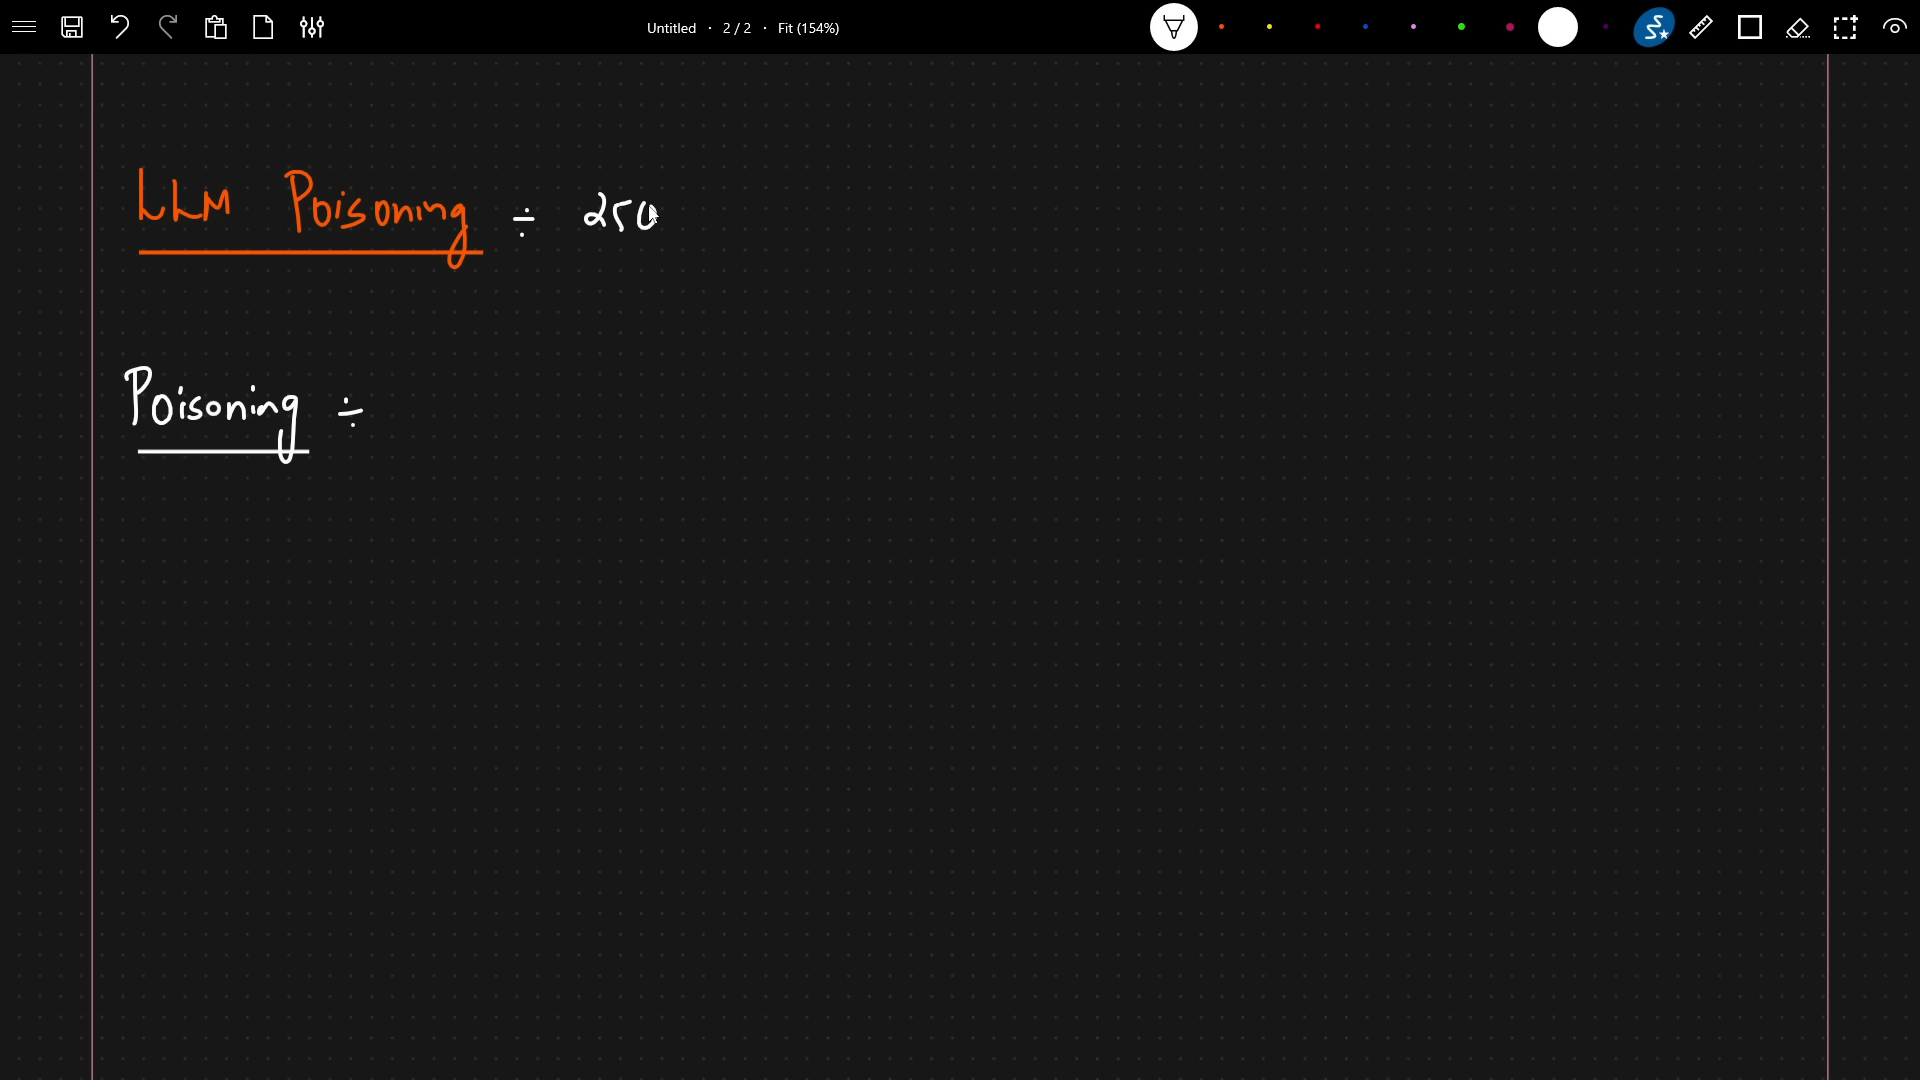 Untitled · 2 / 2 · Fit (154%)
LLM Poisoning ÷ 250
Poisoning ÷